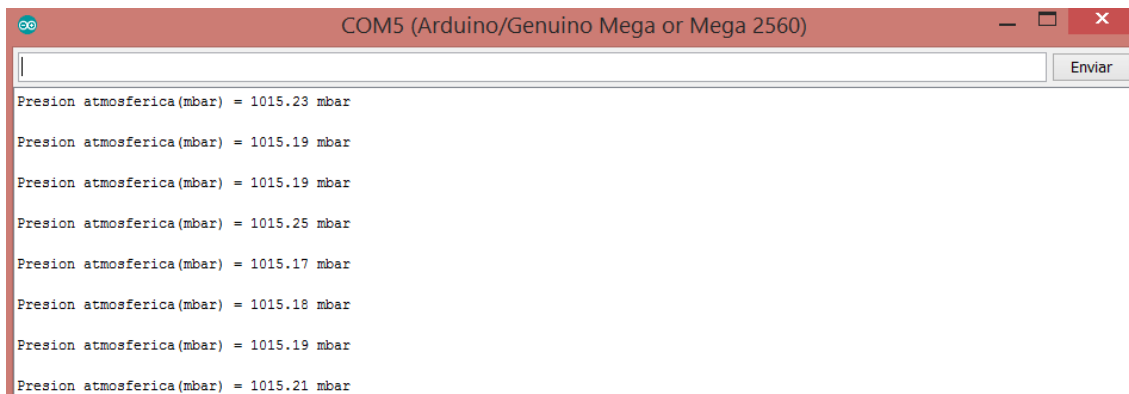 COM5 (Arduino/Genuino Mega or Mega 2560)
Enviar
Presion atmosferica(mbar) = 1015.23 mbar
Presion atmosferica(mbar) = 1015.19 mbar
Presion atmosferica(mbar) = 1015.19 mbar
Presion atmosferica(mbar) = 1015.25 mbar
Presion atmosferica(mbar) = 1015.17 mbar
Presion atmosferica(mbar) = 1015.18 mbar
Presion atmosferica(mbar) = 1015.19 mbar
Presion atmosferica(mbar) = 1015.21 mbar